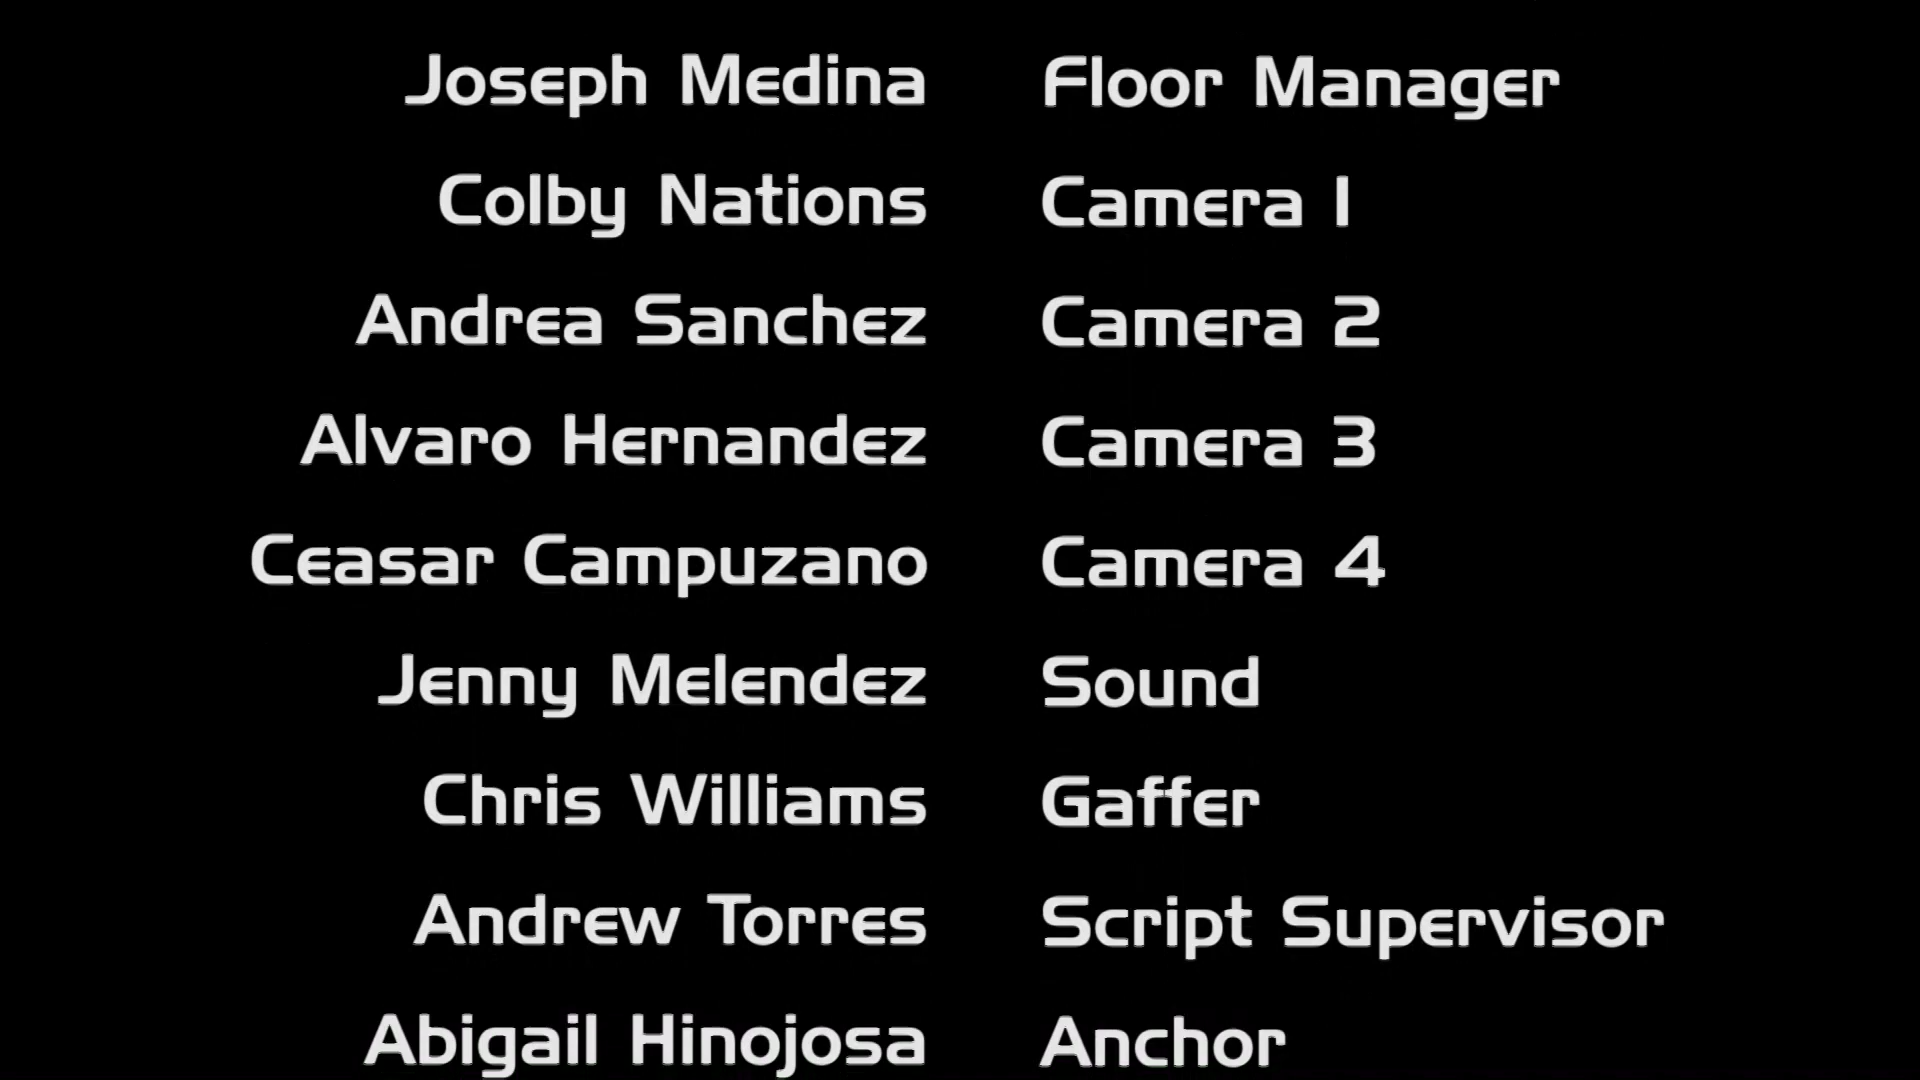 Joseph Medina Floor Manager
Colby Nations Camera 1
Andrea Sanchez Camera 2
Alvaro Hernandez Camera 3
Ceasar Campuzano Camera 4
Jenny Melendez Sound
Chris Williams Gaffer
Andrew Torres Script Supervisor
Abigail Hinojosa Anchor